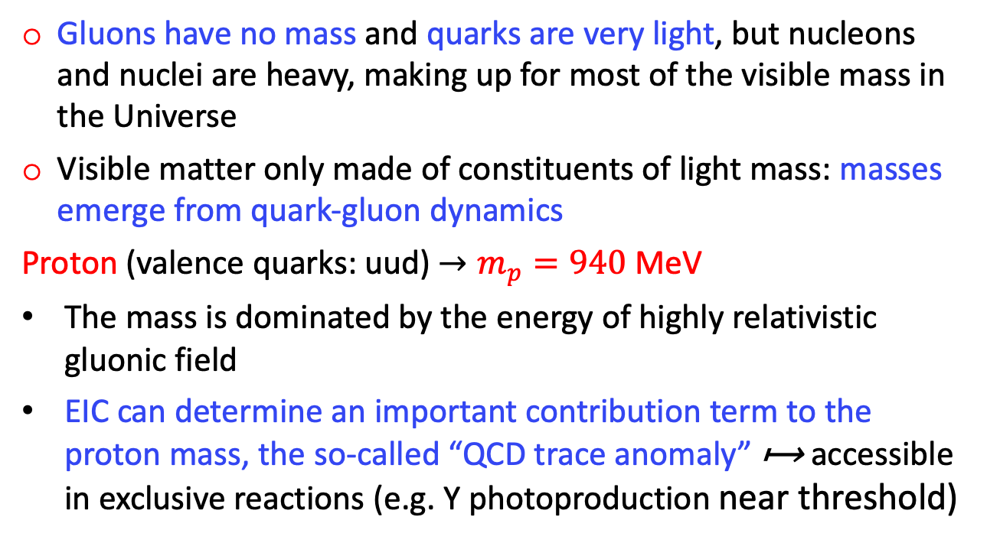 ○ Gluons have no mass and quarks are very light, but nucleons
and nuclei are heavy, making up for most of the visible mass in
the Universe
○ Visible matter only made of constituents of light mass: masses
emerge from quark-gluon dynamics
Proton (valence quarks: uud) → m_p = 940 MeV
• The mass is dominated by the energy of highly relativistic
gluonic field
• EIC can determine an important contribution term to the
proton mass, the so-called “QCD trace anomaly” ⟼ accessible
in exclusive reactions (e.g. Υ photoproduction near threshold)